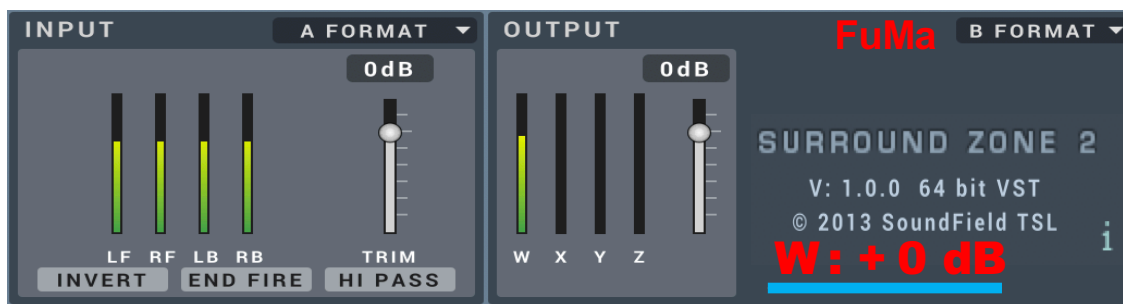 INPUT
A FORMAT
0dB
LF RF LB RB
TRIM
INVERT END FIRE HI PASS
OUTPUT
FuMa
B FORMAT
0dB
W X Y Z
SURROUND ZONE 2
V: 1.0.0 64 bit VST
© 2013 SoundField TSL
i
W: + 0 dB